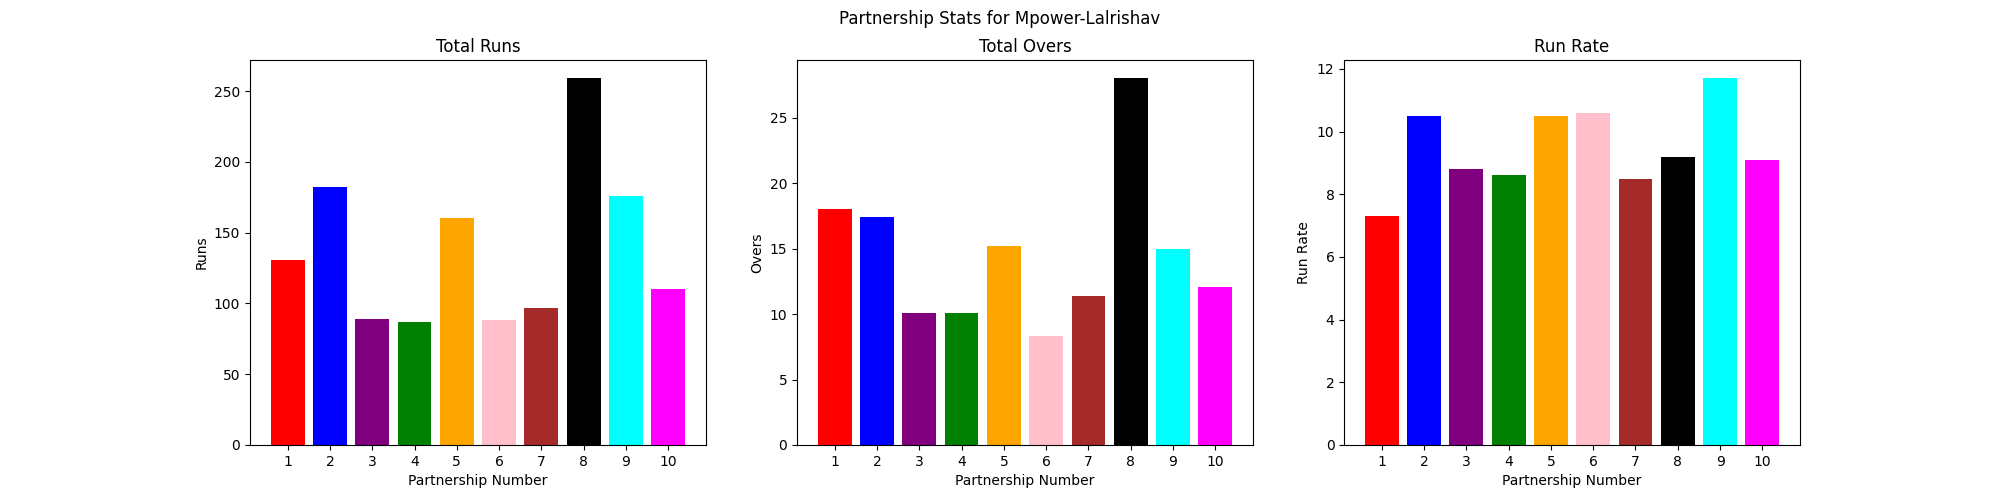 Partnership Stats for Mpower-Lalrishav
Total Runs
250
200
150
100
50
0
Runs
1 2 3 4 5 6 7 8 9 10
Partnership Number
Total Overs
25
20
15
10
5
0
Overs
1 2 3 4 5 6 7 8 9 10
Partnership Number
Run Rate
12
10
8
6
4
2
0
Run Rate
1 2 3 4 5 6 7 8 9 10
Partnership Number